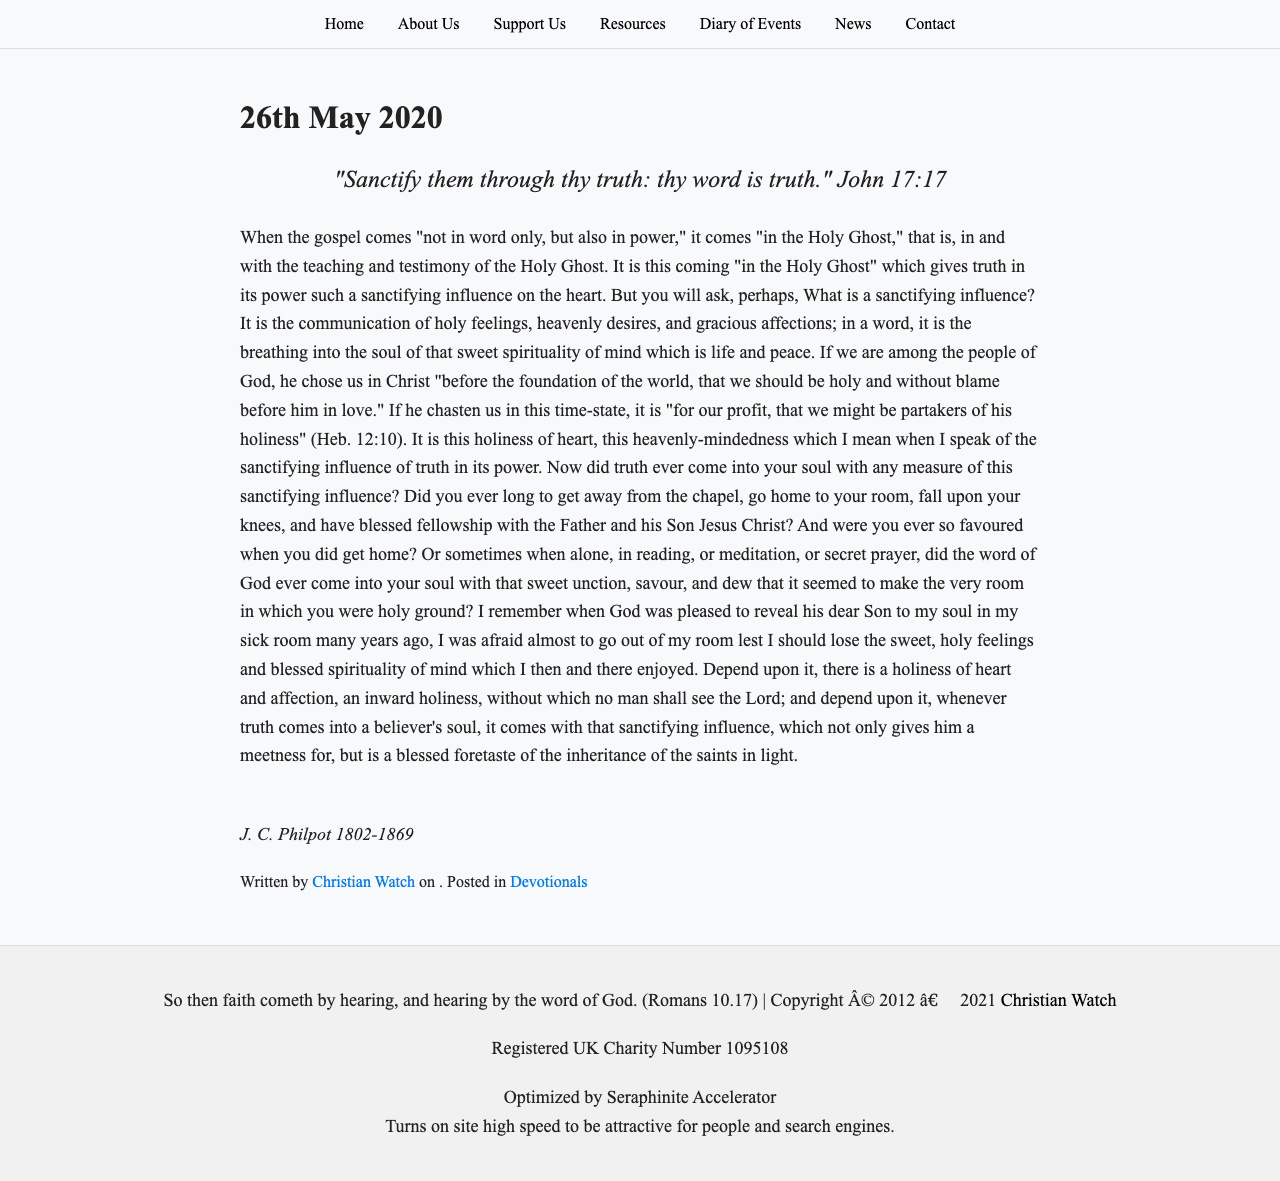 Home About Us Support Us Resources Diary of Events News Contact
26th May 2020
"Sanctify them through thy truth: thy word is truth." John 17:17
When the gospel comes "not in word only, but also in power," it comes "in the Holy Ghost," that is, in and
with the teaching and testimony of the Holy Ghost. It is this coming "in the Holy Ghost" which gives truth in
its power such a sanctifying influence on the heart. But you will ask, perhaps, What is a sanctifying influence?
It is the communication of holy feelings, heavenly desires, and gracious affections; in a word, it is the
breathing into the soul of that sweet spirituality of mind which is life and peace. If we are among the people of
God, he chose us in Christ "before the foundation of the world, that we should be holy and without blame
before him in love." If he chasten us in this time-state, it is "for our profit, that we might be partakers of his
holiness" (Heb. 12:10). It is this holiness of heart, this heavenly-mindedness which I mean when I speak of the
sanctifying influence of truth in its power. Now did truth ever come into your soul with any measure of this
sanctifying influence? Did you ever long to get away from the chapel, go home to your room, fall upon your
knees, and have blessed fellowship with the Father and his Son Jesus Christ? And were you ever so favoured
when you did get home? Or sometimes when alone, in reading, or meditation, or secret prayer, did the word of
God ever come into your soul with that sweet unction, savour, and dew that it seemed to make the very room
in which you were holy ground? I remember when God was pleased to reveal his dear Son to my soul in my
sick room many years ago, I was afraid almost to go out of my room lest I should lose the sweet, holy feelings
and blessed spirituality of mind which I then and there enjoyed. Depend upon it, there is a holiness of heart
and affection, an inward holiness, without which no man shall see the Lord; and depend upon it, whenever
truth comes into a believer's soul, it comes with that sanctifying influence, which not only gives him a
meetness for, but is a blessed foretaste of the inheritance of the saints in light.
J. C. Philpot 1802-1869
Written by Christian Watch on . Posted in Devotionals
So then faith cometh by hearing, and hearing by the word of God. (Romans 10.17) | Copyright Â© 2012 â€ 2021 Christian Watch
Registered UK Charity Number 1095108
Optimized by Seraphinite Accelerator
Turns on site high speed to be attractive for people and search engines.